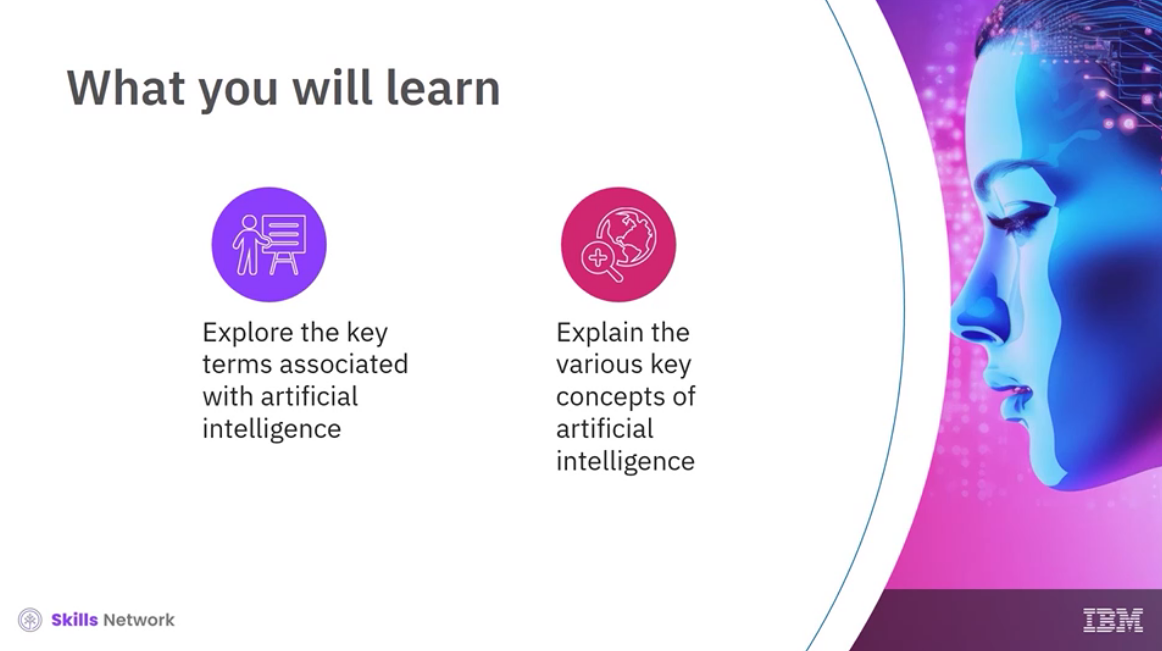 What you will learn
Explore the key
terms associated
with artificial
intelligence
Explain the
various key
concepts of
artificial
intelligence
Skills Network
IBM